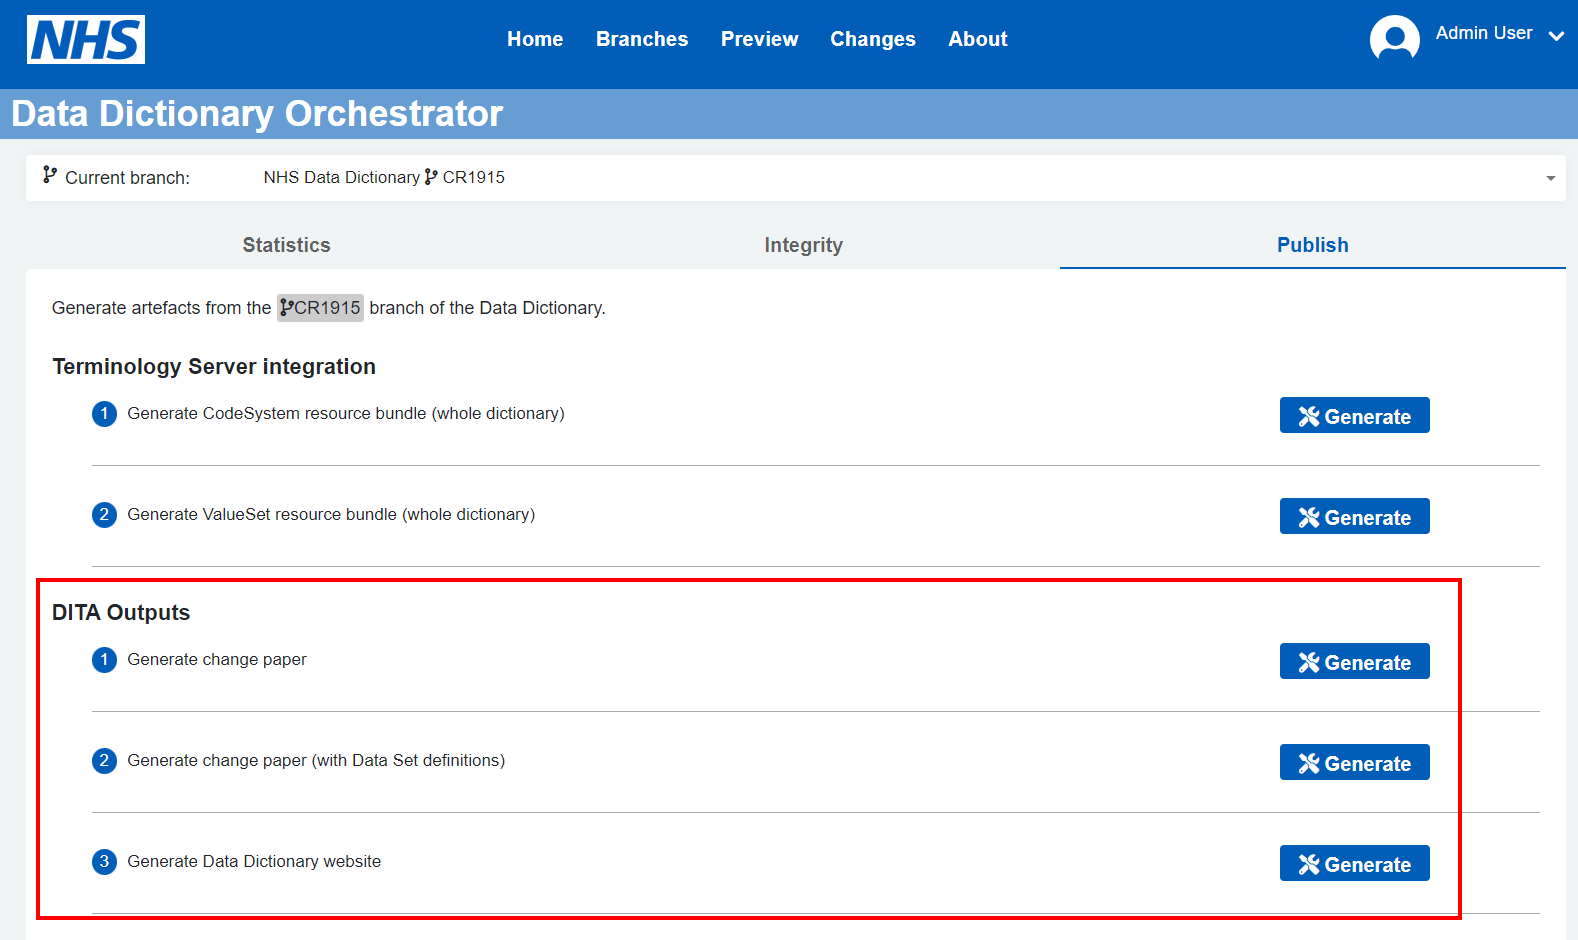 NHS
Home Branches Preview Changes About
Admin User
Data Dictionary Orchestrator
Current branch: NHS Data Dictionary CR1915
Statistics Integrity Publish
Generate artefacts from the CR1915 branch of the Data Dictionary.
Terminology Server integration
1 Generate CodeSystem resource bundle (whole dictionary) Generate
2 Generate ValueSet resource bundle (whole dictionary) Generate
DITA Outputs
1 Generate change paper Generate
2 Generate change paper (with Data Set definitions) Generate
3 Generate Data Dictionary website Generate